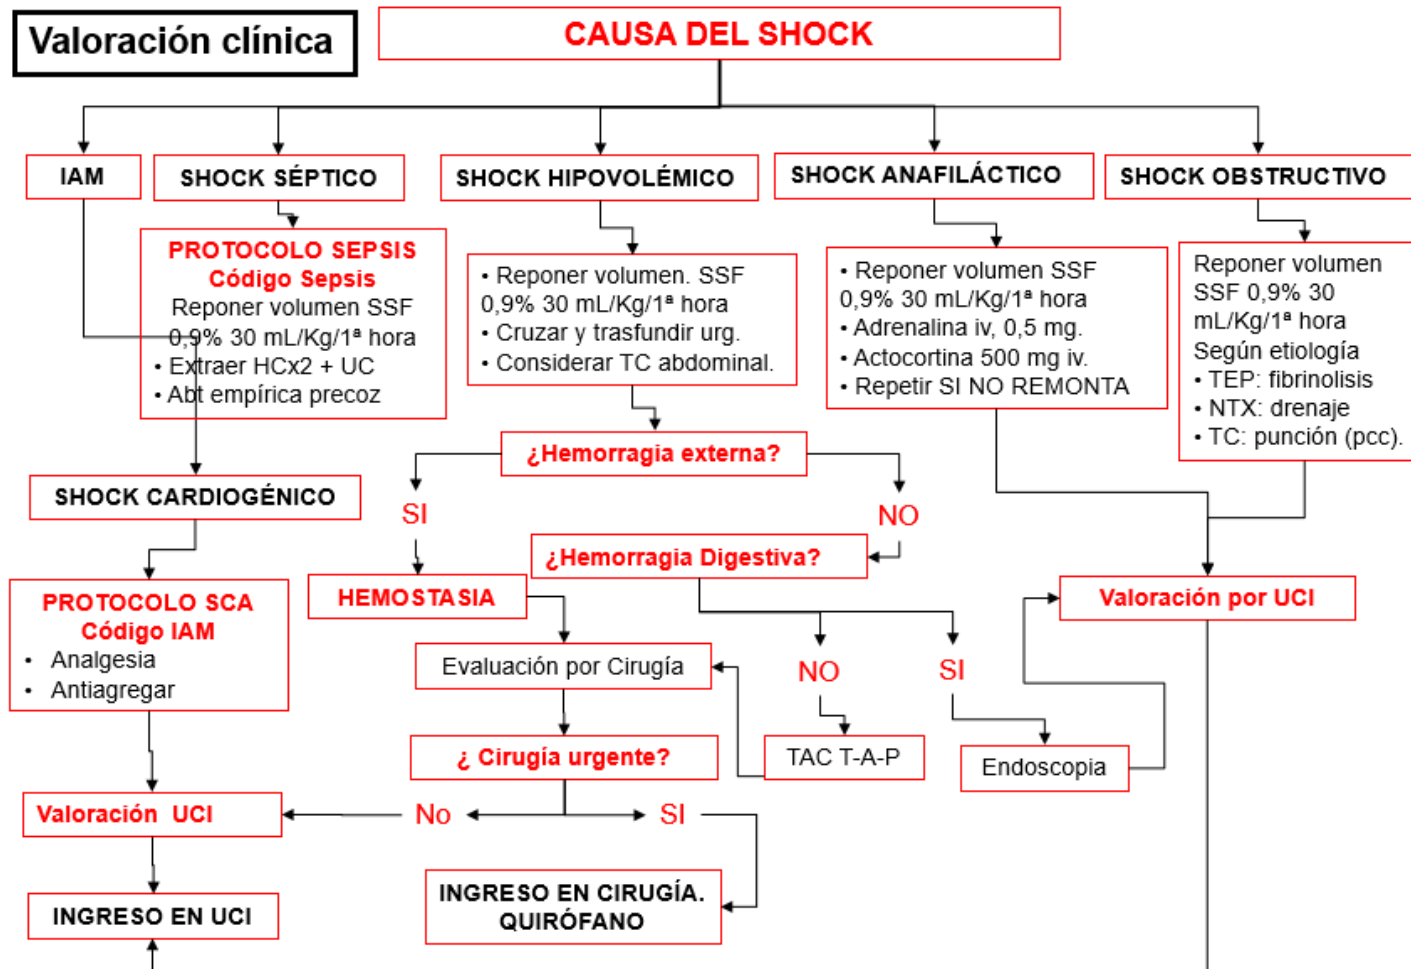 Valoración clínica
CAUSA DEL SHOCK
IAM
SHOCK SÉPTICO
SHOCK HIPOVOLÉMICO
SHOCK ANAFILÁCTICO
SHOCK OBSTRUCTIVO
PROTOCOLO SEPSIS
Código Sepsis
Reponer volumen SSF
0,9% 30 mL/Kg/1ª hora
• Extraer HCx2 + UC
• Abt empírica precoz
• Reponer volumen. SSF
0,9% 30 mL/Kg/1ª hora
• Cruzar y trasfundir urg.
• Considerar TC abdominal.
• Reponer volumen SSF
0,9% 30 mL/Kg/1ª hora
• Adrenalina iv, 0,5 mg.
• Actocortina 500 mg iv.
• Repetir SI NO REMONTA
Reponer volumen
SSF 0,9% 30
mL/Kg/1ª hora
Según etiología
• TEP: fibrinolisis
• NTX: drenaje
• TC: punción (pcc).
¿Hemorragia externa?
SHOCK CARDIOGÉNICO
SI
NO
¿Hemorragia Digestiva?
PROTOCOLO SCA
Código IAM
• Analgesia
• Antiagregar
HEMOSTASIA
Valoración por UCI
Evaluación por Cirugía
NO
SI
¿ Cirugía urgente?
TAC T-A-P
Endoscopia
Valoración UCI
No
SI
INGRESO EN UCI
INGRESO EN CIRUGÍA.
QUIRÓFANO